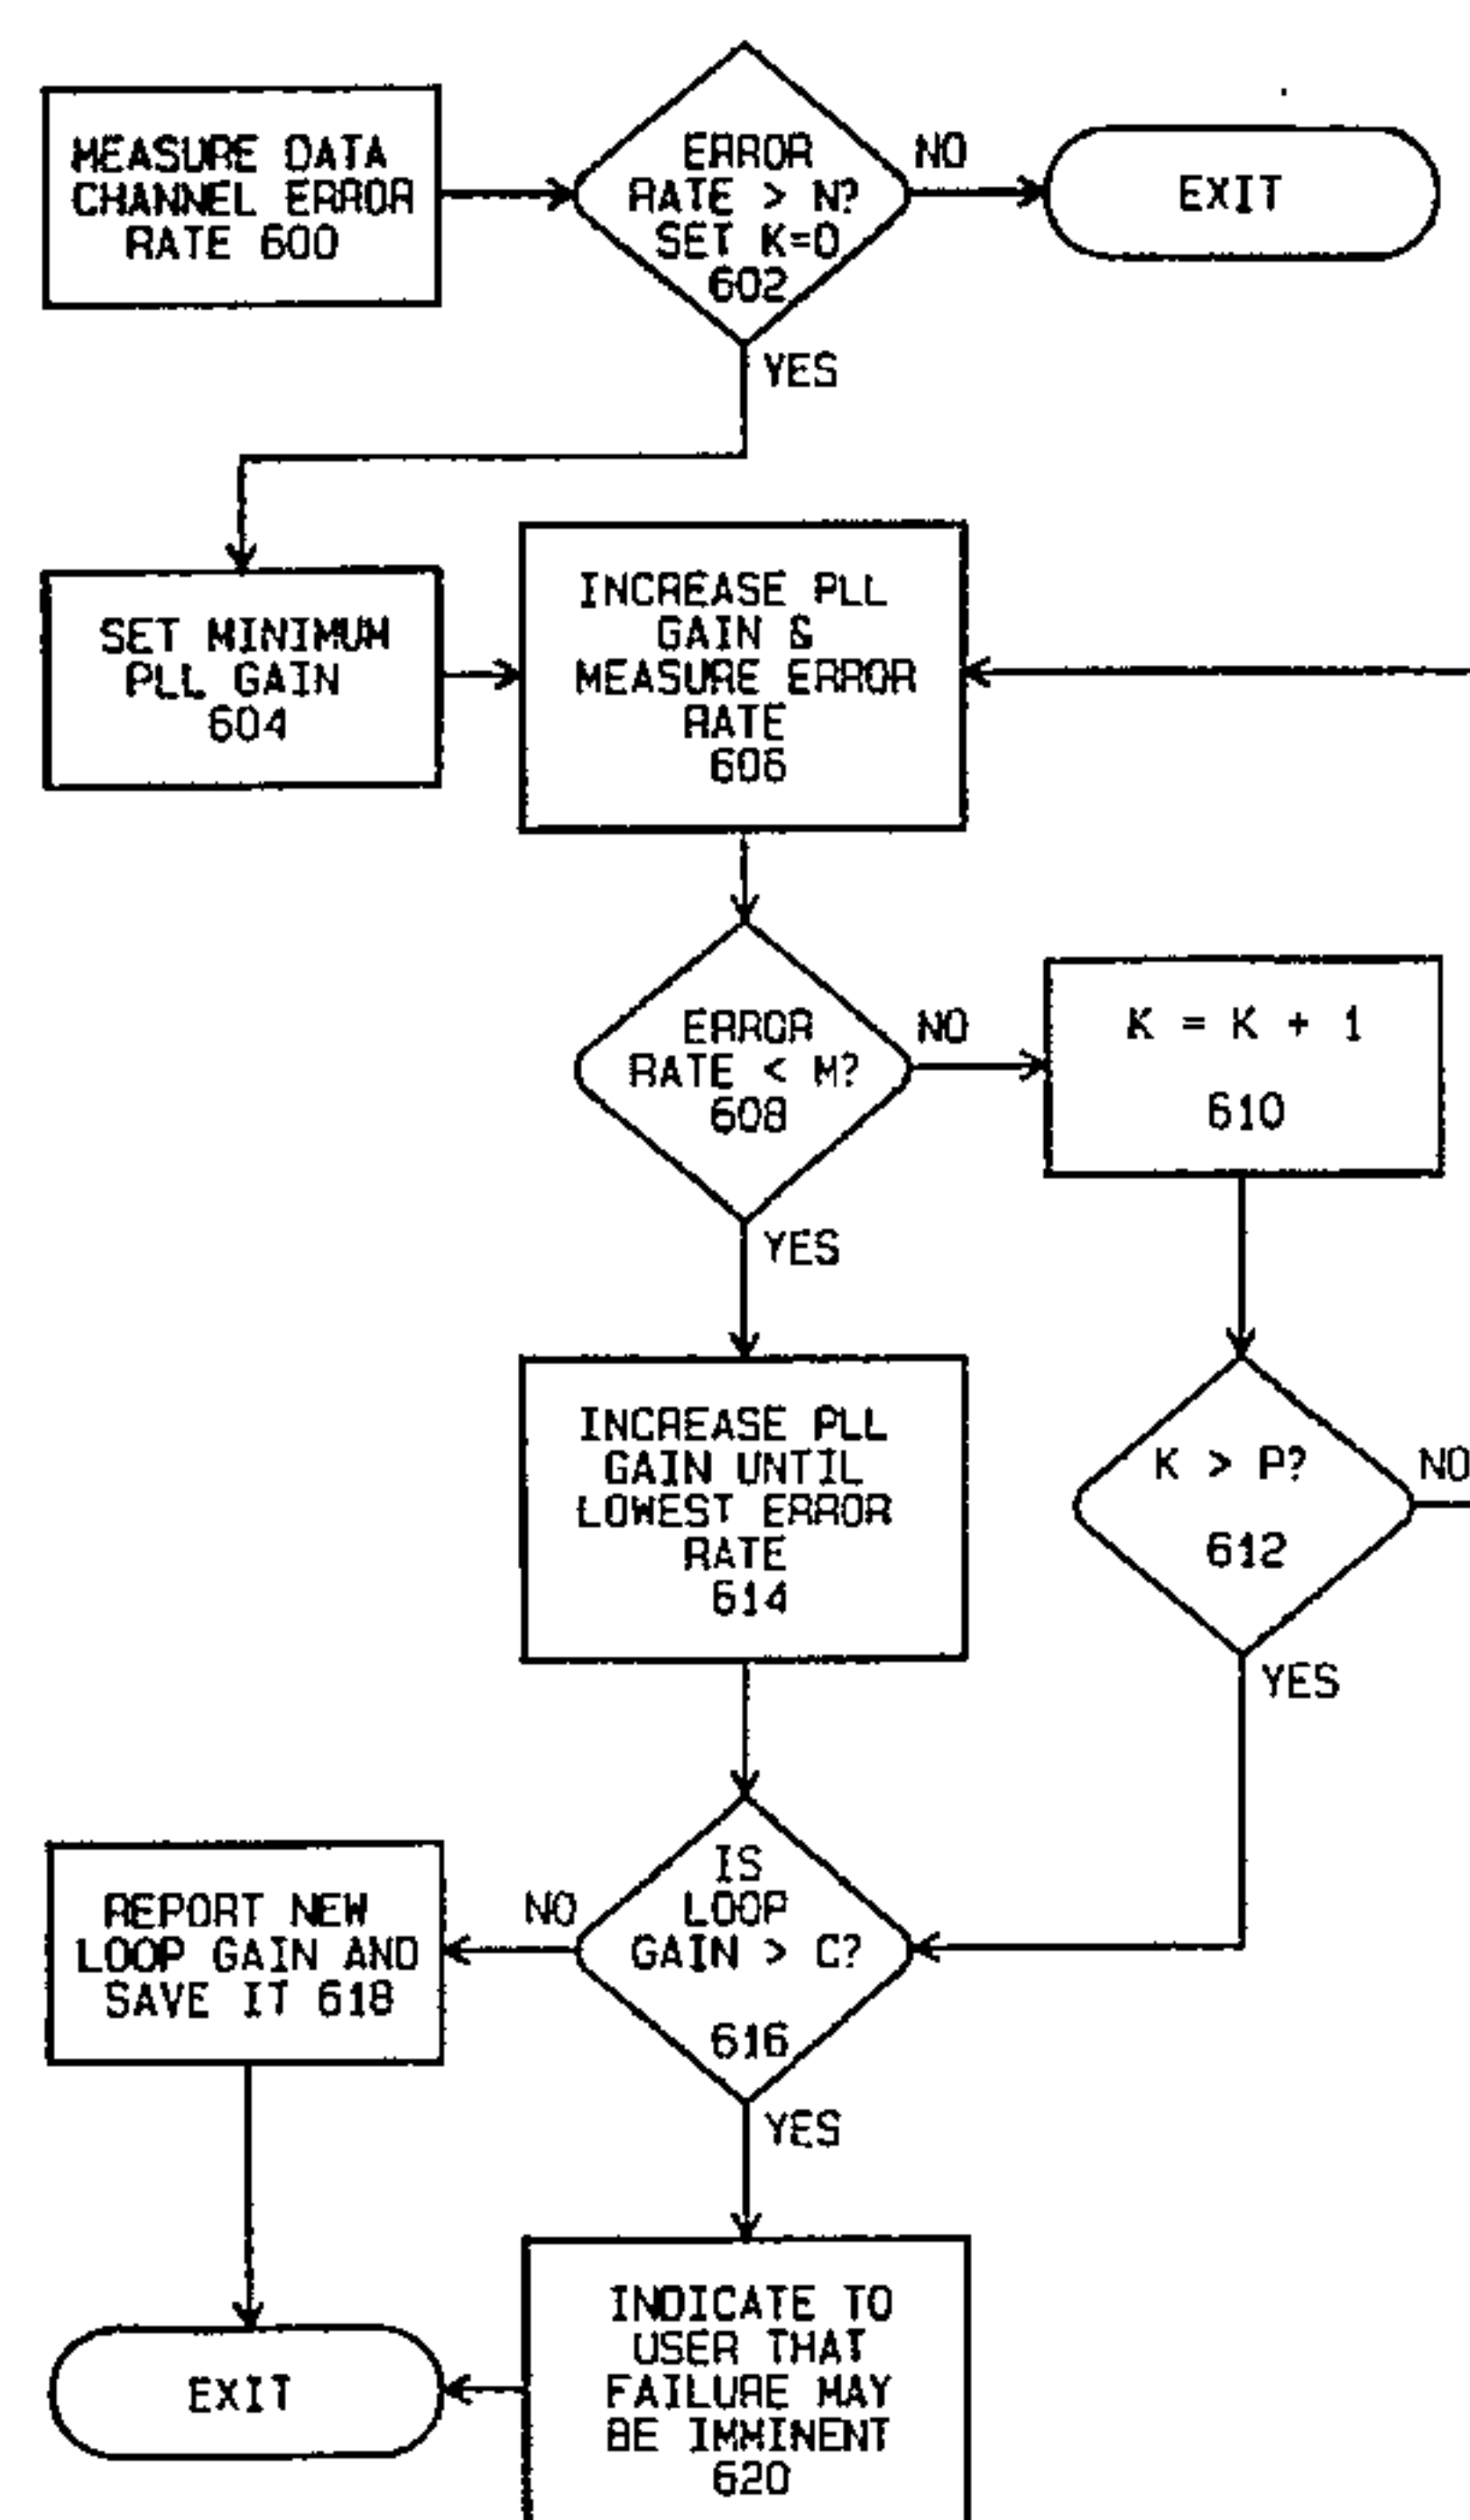 MEASURE DATA
CHANNEL ERROR
RATE 600
ERROR
RATE > N?
SET K=0
602
NO
EXIT
YES
SET MINIMUM
PLL GAIN
604
INCREASE PLL
GAIN &
MEASURE ERROR
RATE
606
ERROR
RATE < M?
608
NO
K = K + 1
610
YES
INCREASE PLL
GAIN UNTIL
LOWEST ERROR
RATE
614
K > P?
612
NO
YES
IS
LOOP
GAIN > C?
616
NO
REPORT NEW
LOOP GAIN AND
SAVE IT 618
YES
INDICATE TO
USER THAT
FAILURE MAY
BE IMMINENT
620
EXIT